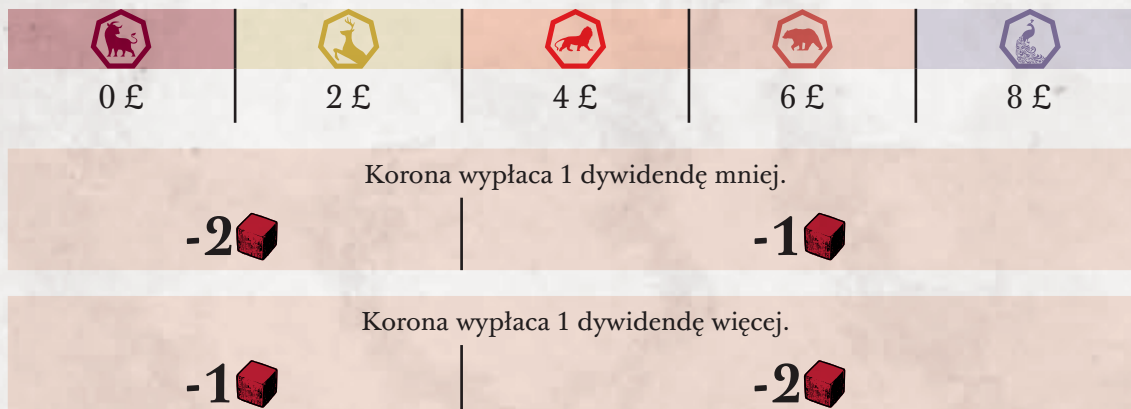 0 £ 2 £ 4 £ 6 £ 8 £
Korona wypłaca 1 dywidendę mniej.
-2 -1
Korona wypłaca 1 dywidendę więcej.
-1 -2